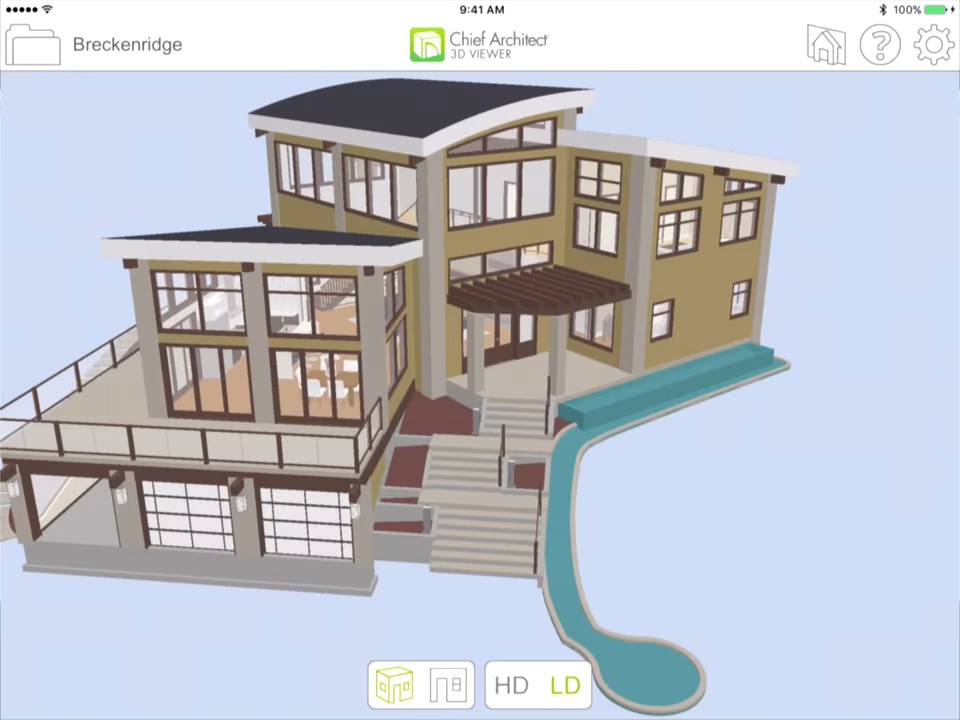 9:41 AM
100%
Breckenridge
Chief Architect®
3D VIEWER
?
HD
LD